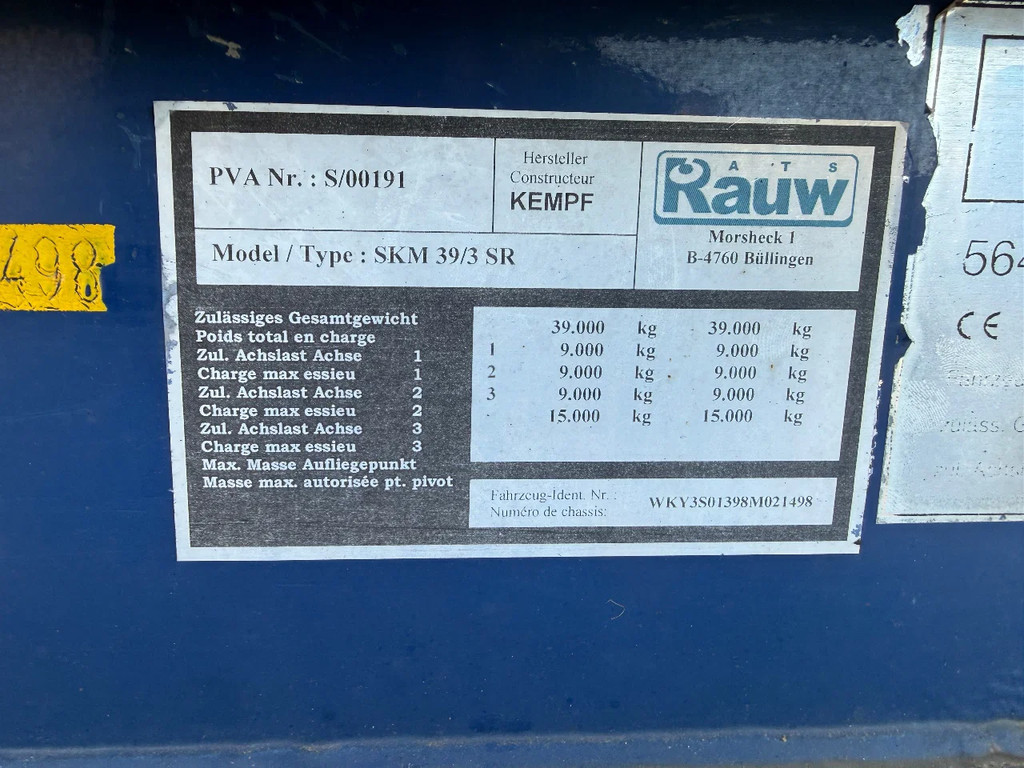 PVA Nr. : S/00191
Hersteller
Constructeur
KEMPF
ATS
Rauw
Morsheck 1
B-4760 Büllingen
Model / Type : SKM 39/3 SR
Zulässiges Gesamtgewicht
Poids total en charge
Zul. Achslast Achse 1
Charge max essieu 1
Zul. Achslast Achse 2
Charge max essieu 2
Zul. Achslast Achse 3
Charge max essieu 3
Max. Masse Aufliegepunkt
Masse max. autorisée pt. pivot
39.000 kg 39.000 kg
1 9.000 kg 9.000 kg
2 9.000 kg 9.000 kg
3 9.000 kg 9.000 kg
15.000 kg 15.000 kg
Fahrzeug-Ident. Nr. :
Numéro de chassis: WKY3S01398M021498
498
564
CE